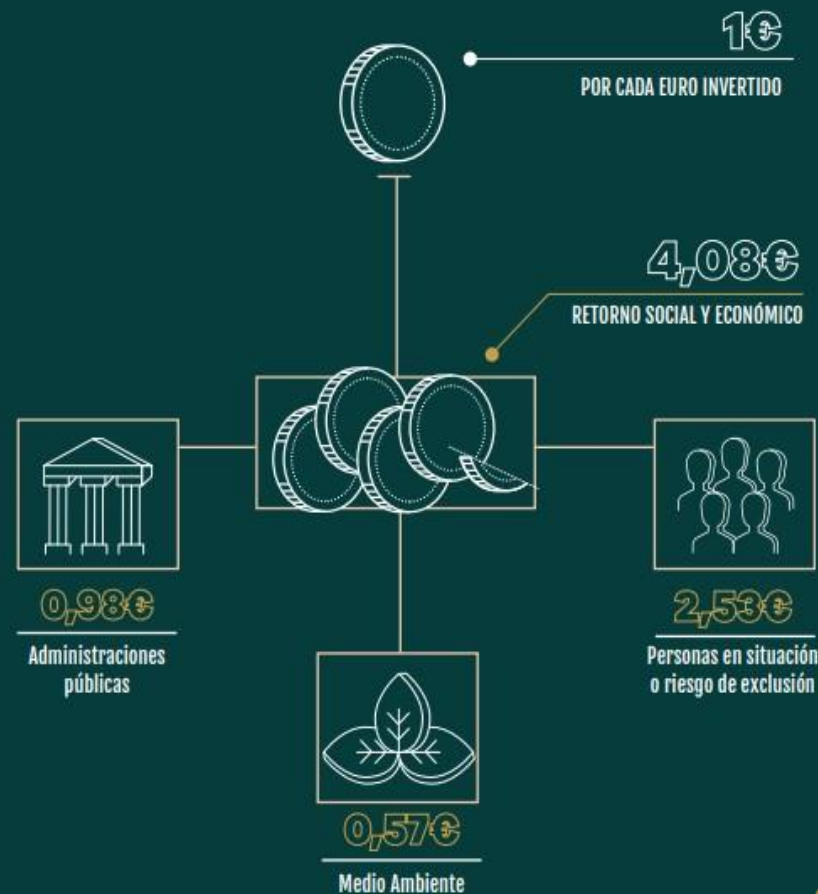 1€
POR CADA EURO INVERTIDO
4,08€
RETORNO SOCIAL Y ECONÓMICO
0,98€
Administraciones
públicas
2,53€
Personas en situación
o riesgo de exclusión
0,57€
Medio Ambiente